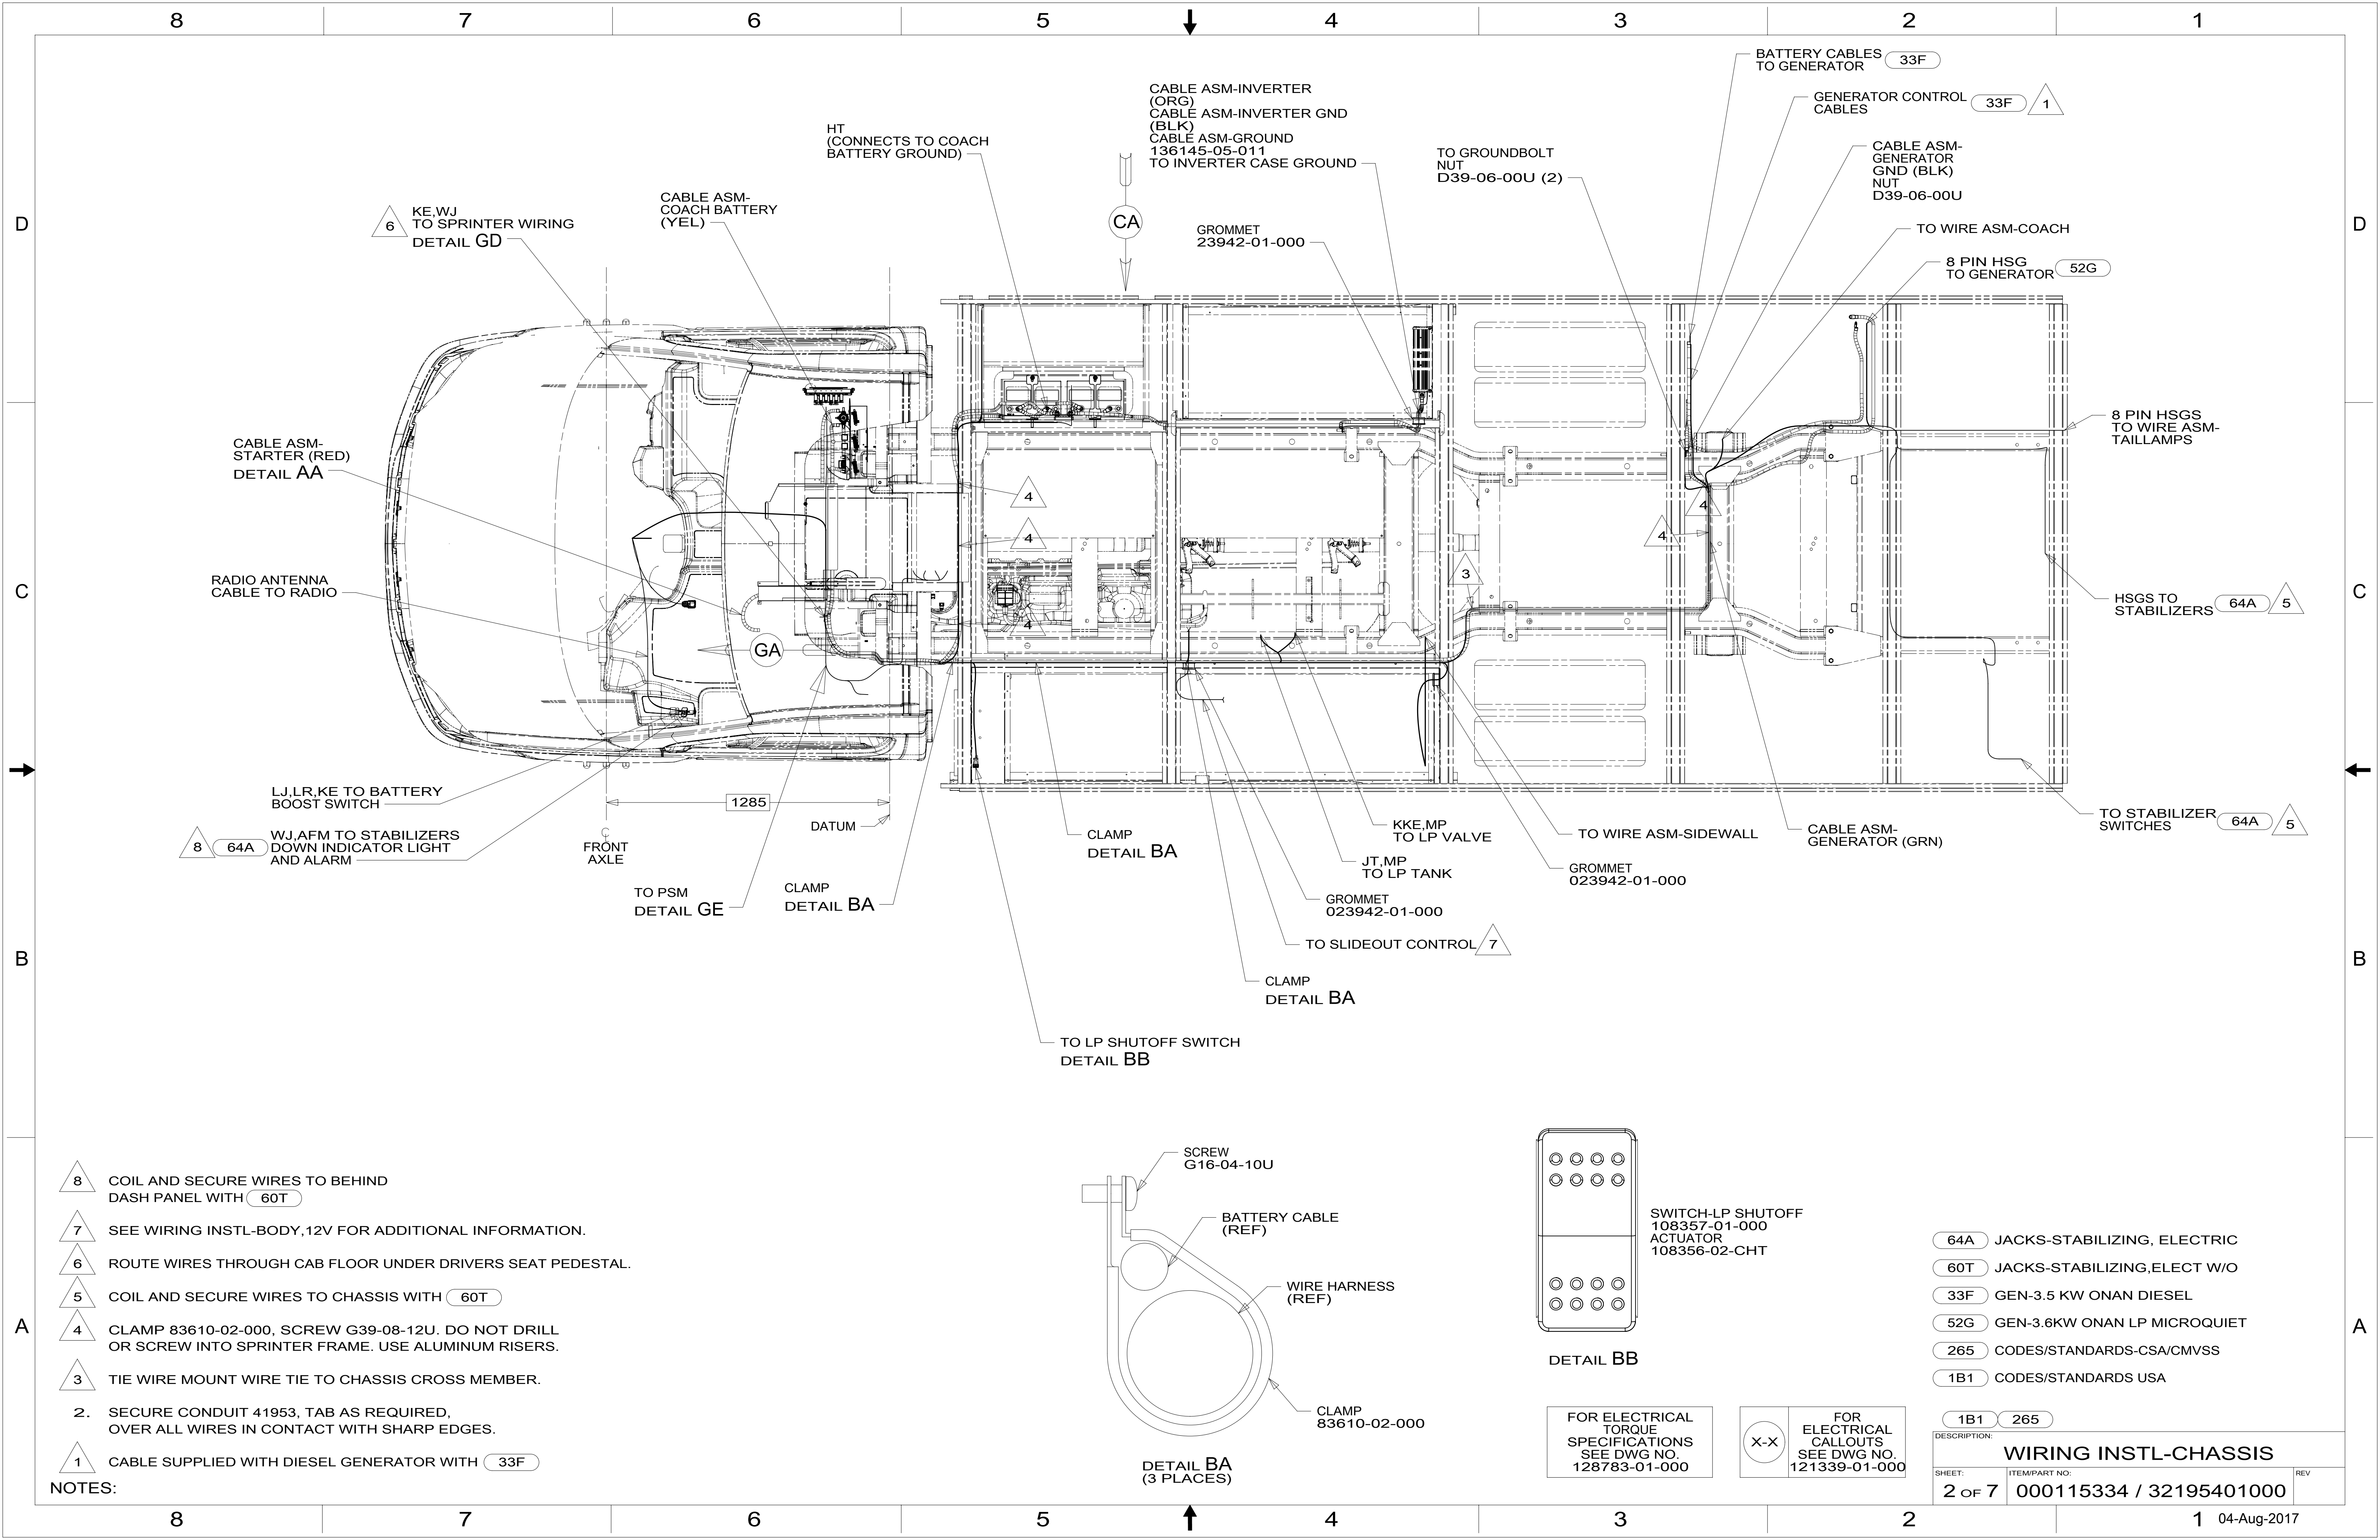 8 7 6 5 4 3 2 1
BATTERY CABLES
TO GENERATOR 33F
GENERATOR CONTROL
CABLES 33F 1
CABLE ASM-INVERTER
(ORG)
CABLE ASM-INVERTER GND
(BLK)
CABLE ASM-GROUND
136145-05-011
TO INVERTER CASE GROUND
HT
(CONNECTS TO COACH
BATTERY GROUND)
TO GROUNDBOLT
NUT
D39-06-00U (2)
CABLE ASM-
GENERATOR
GND (BLK)
NUT
D39-06-00U
CABLE ASM-
COACH BATTERY
(YEL)
6
KE,WJ
TO SPRINTER WIRING
DETAIL GD
CA
GROMMET
23942-01-000
TO WIRE ASM-COACH
8 PIN HSG
TO GENERATOR 52G
D
D
8 PIN HSGS
TO WIRE ASM-
TAILLAMPS
CABLE ASM-
STARTER (RED)
DETAIL AA
4
4
4
4
3
4
RADIO ANTENNA
CABLE TO RADIO
C
C
HSGS TO
STABILIZERS 64A 5
GA
LJ,LR,KE TO BATTERY
BOOST SWITCH
1285
DATUM
8 64A
WJ,AFM TO STABILIZERS
DOWN INDICATOR LIGHT
AND ALARM
C
FRONT
AXLE
CLAMP
DETAIL BA
KKE,MP
TO LP VALVE
JT,MP
TO LP TANK
TO WIRE ASM-SIDEWALL
CABLE ASM-
GENERATOR (GRN)
TO STABILIZER
SWITCHES 64A 5
TO PSM
DETAIL GE
CLAMP
DETAIL BA
GROMMET
023942-01-000
GROMMET
023942-01-000
TO SLIDEOUT CONTROL 7
B
B
CLAMP
DETAIL BA
TO LP SHUTOFF SWITCH
DETAIL BB
8 COIL AND SECURE WIRES TO BEHIND
DASH PANEL WITH 60T
7 SEE WIRING INSTL-BODY,12V FOR ADDITIONAL INFORMATION.
6 ROUTE WIRES THROUGH CAB FLOOR UNDER DRIVERS SEAT PEDESTAL.
5 COIL AND SECURE WIRES TO CHASSIS WITH 60T
4 CLAMP 83610-02-000, SCREW G39-08-12U. DO NOT DRILL
OR SCREW INTO SPRINTER FRAME. USE ALUMINUM RISERS.
3 TIE WIRE MOUNT WIRE TIE TO CHASSIS CROSS MEMBER.
2. SECURE CONDUIT 41953, TAB AS REQUIRED,
OVER ALL WIRES IN CONTACT WITH SHARP EDGES.
1 CABLE SUPPLIED WITH DIESEL GENERATOR WITH 33F
NOTES:
A
A
SCREW
G16-04-10U
BATTERY CABLE
(REF)
WIRE HARNESS
(REF)
CLAMP
83610-02-000
DETAIL BA
(3 PLACES)
SWITCH-LP SHUTOFF
108357-01-000
ACTUATOR
108356-02-CHT
DETAIL BB
FOR ELECTRICAL
TORQUE
SPECIFICATIONS
SEE DWG NO.
128783-01-000
X-X
FOR
ELECTRICAL
CALLOUTS
SEE DWG NO.
121339-01-000
64A JACKS-STABILIZING, ELECTRIC
60T JACKS-STABILIZING,ELECT W/O
33F GEN-3.5 KW ONAN DIESEL
52G GEN-3.6KW ONAN LP MICROQUIET
265 CODES/STANDARDS-CSA/CMVSS
1B1 CODES/STANDARDS USA
1B1 265
DESCRIPTION:
WIRING INSTL-CHASSIS
SHEET: ITEM/PART NO: REV
2 OF 7 000115334 / 32195401000
8 7 6 5 4 3 2 1
04-Aug-2017